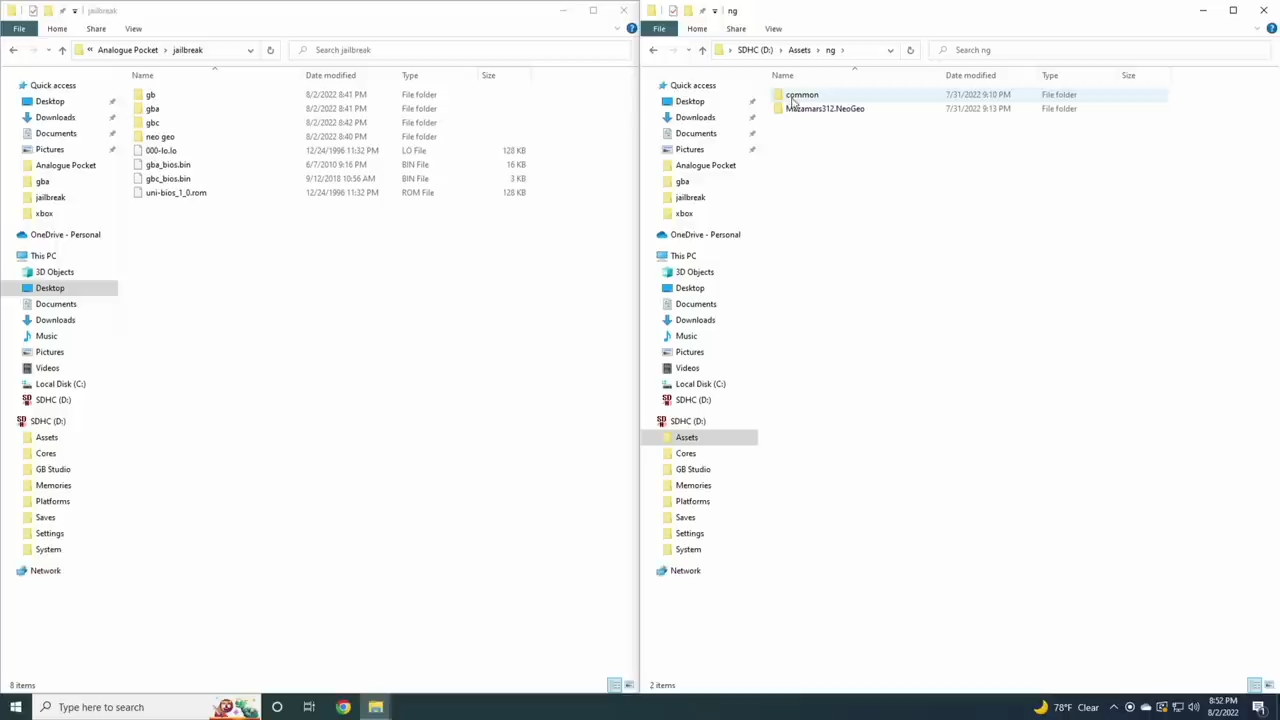 jailbreak
File Home Share View
Analogue Pocket jailbreak
Search jailbreak
Name Date modified Type Size
Quick access
Desktop
Downloads
Documents
Pictures
Analogue Pocket
gba
jailbreak
xbox
OneDrive - Personal
This PC
3D Objects
Desktop
Documents
Downloads
Music
Pictures
Videos
Local Disk (C:)
SDHC (D:)
SDHC (D:)
Assets
Cores
GB Studio
Memories
Platforms
Saves
Settings
System
Network
gb 8/2/2022 8:41 PM File folder
gba 8/2/2022 8:41 PM File folder
gbc 8/2/2022 8:42 PM File folder
neo geo 8/2/2022 8:40 PM File folder
000-lo.lo 12/24/1996 11:32 PM LO File 128 KB
gba_bios.bin 6/7/2010 9:16 PM BIN File 16 KB
gbc_bios.bin 9/12/2018 10:56 AM BIN File 3 KB
uni-bios_1_0.rom 12/24/1996 11:32 PM ROM File 128 KB
8 items
ng
File Home Share View
SDHC (D:) Assets ng
Search ng
Name Date modified Type Size
Quick access
Desktop
Downloads
Documents
Pictures
Analogue Pocket
gba
jailbreak
xbox
OneDrive - Personal
This PC
3D Objects
Desktop
Documents
Downloads
Music
Pictures
Videos
Local Disk (C:)
SDHC (D:)
SDHC (D:)
Assets
Cores
GB Studio
Memories
Platforms
Saves
Settings
System
Network
common 7/31/2022 9:10 PM File folder
Mazamars312.NeoGeo 7/31/2022 9:13 PM File folder
2 items
Type here to search
78°F Clear
8:52 PM
8/2/2022